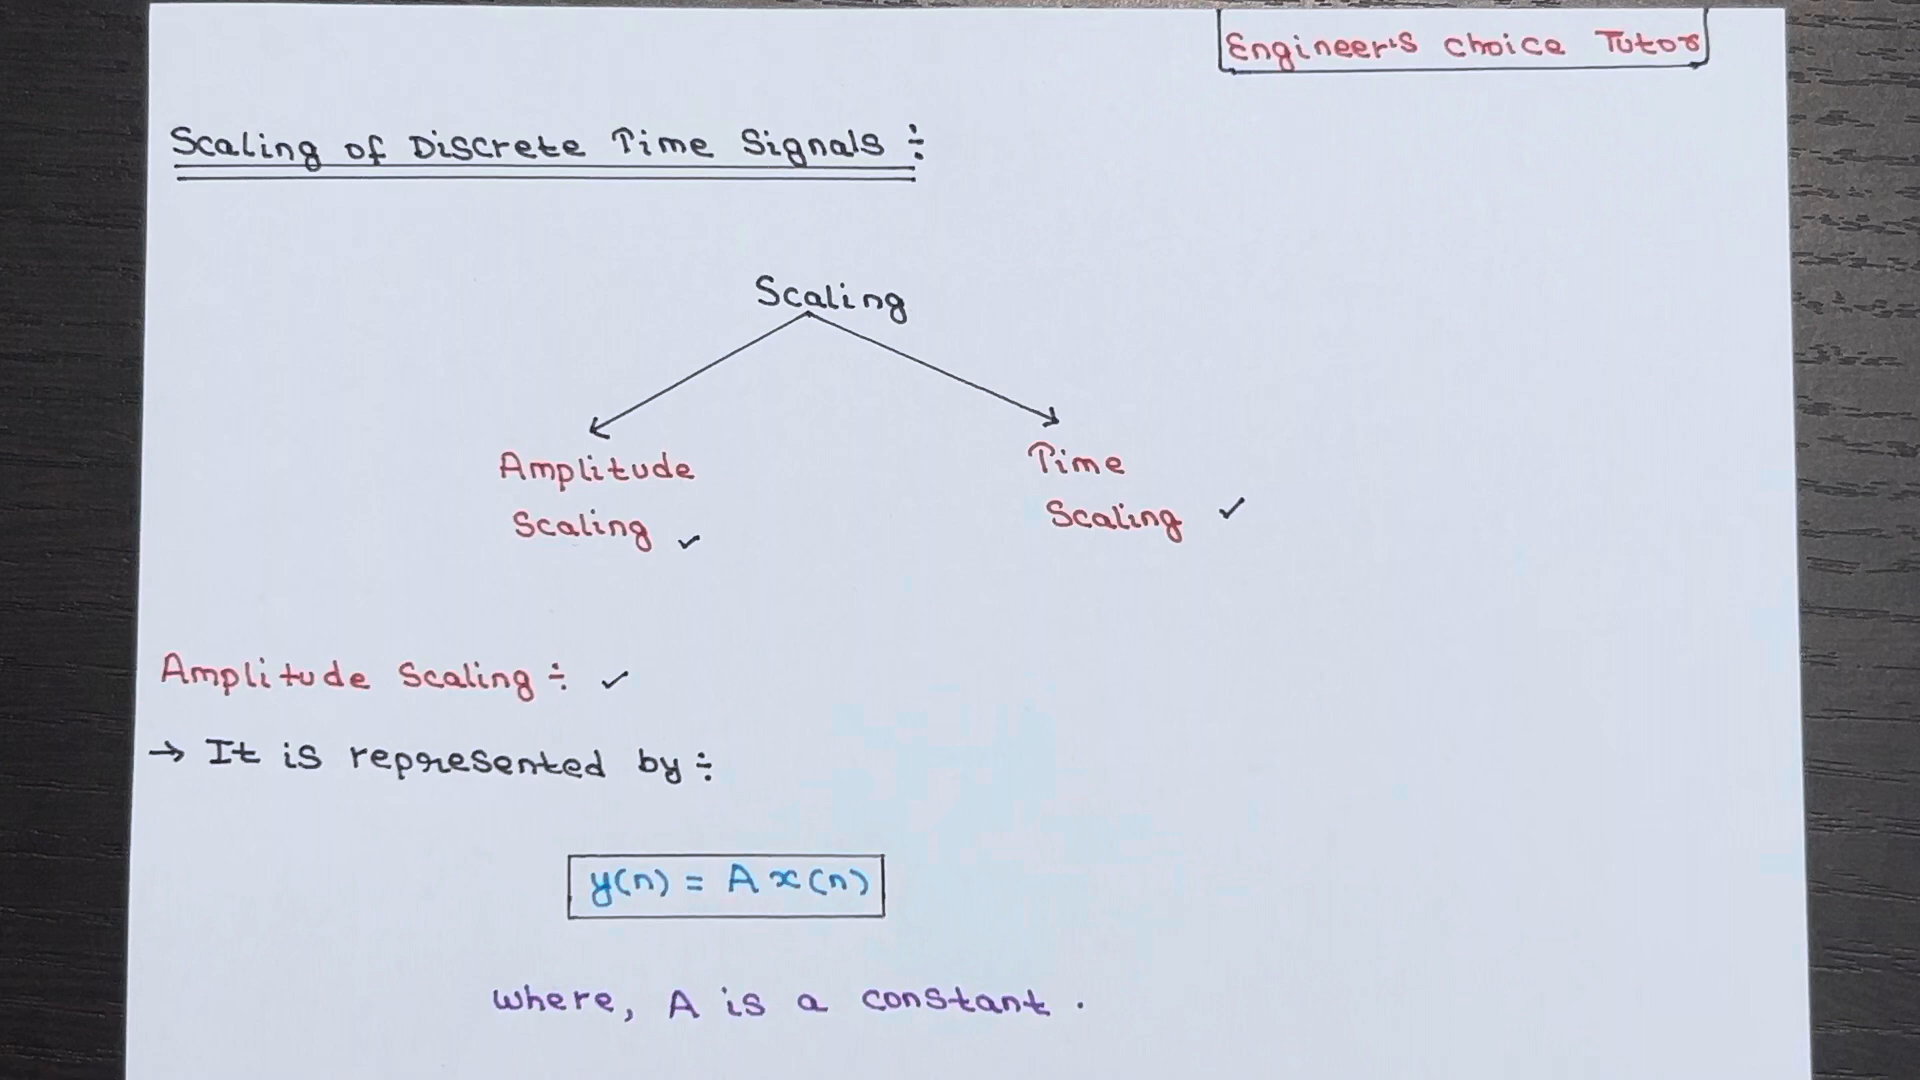 Engineer's Choice Tutor
Scaling of Discrete Time Signals ÷
Scaling
Amplitude
Scaling ✓
Time
Scaling ✓
Amplitude Scaling ÷ ✓
→ It is represented by ÷
y(n) = A x(n)
where, A is a constant .